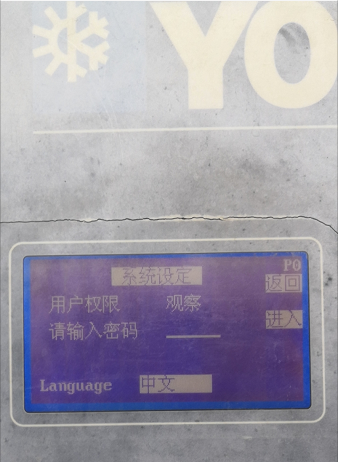 YO
P0
系统设定
返回
用户权限 观察
请输入密码
进入
Language 中文